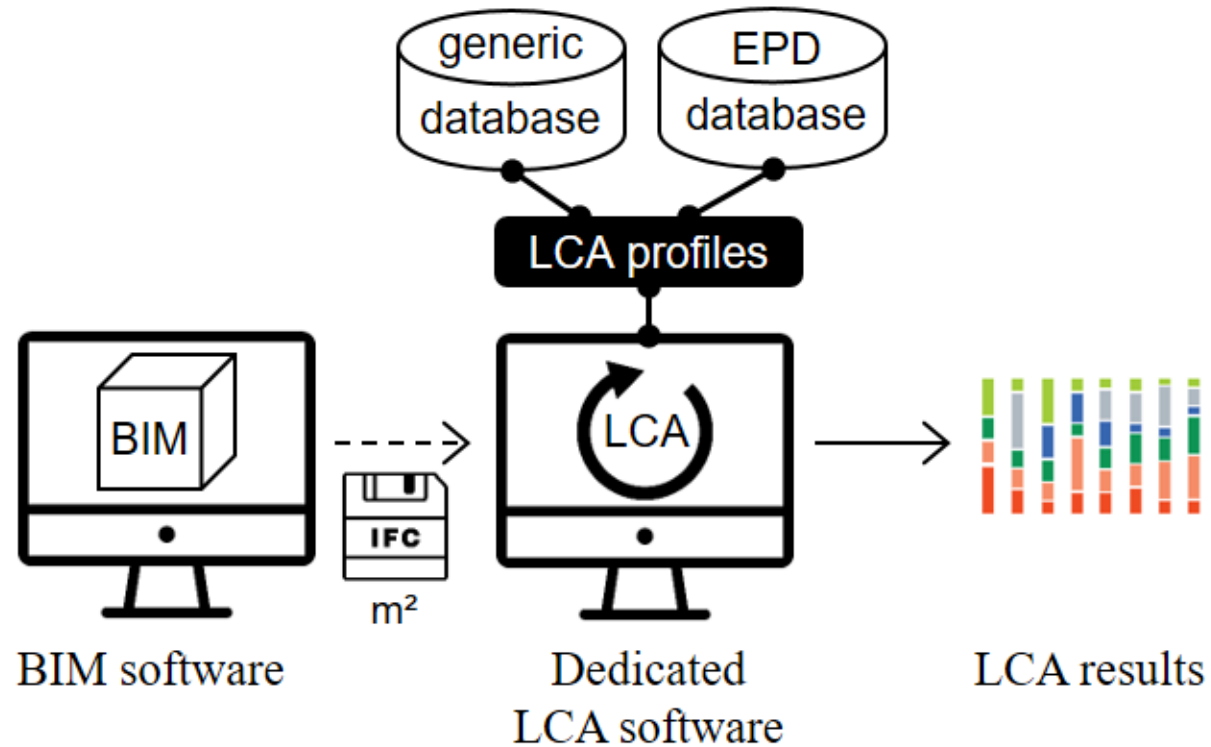 generic
database
EPD
database
LCA profiles
BIM
LCA
IFC
m²
BIM software
Dedicated
LCA software
LCA results